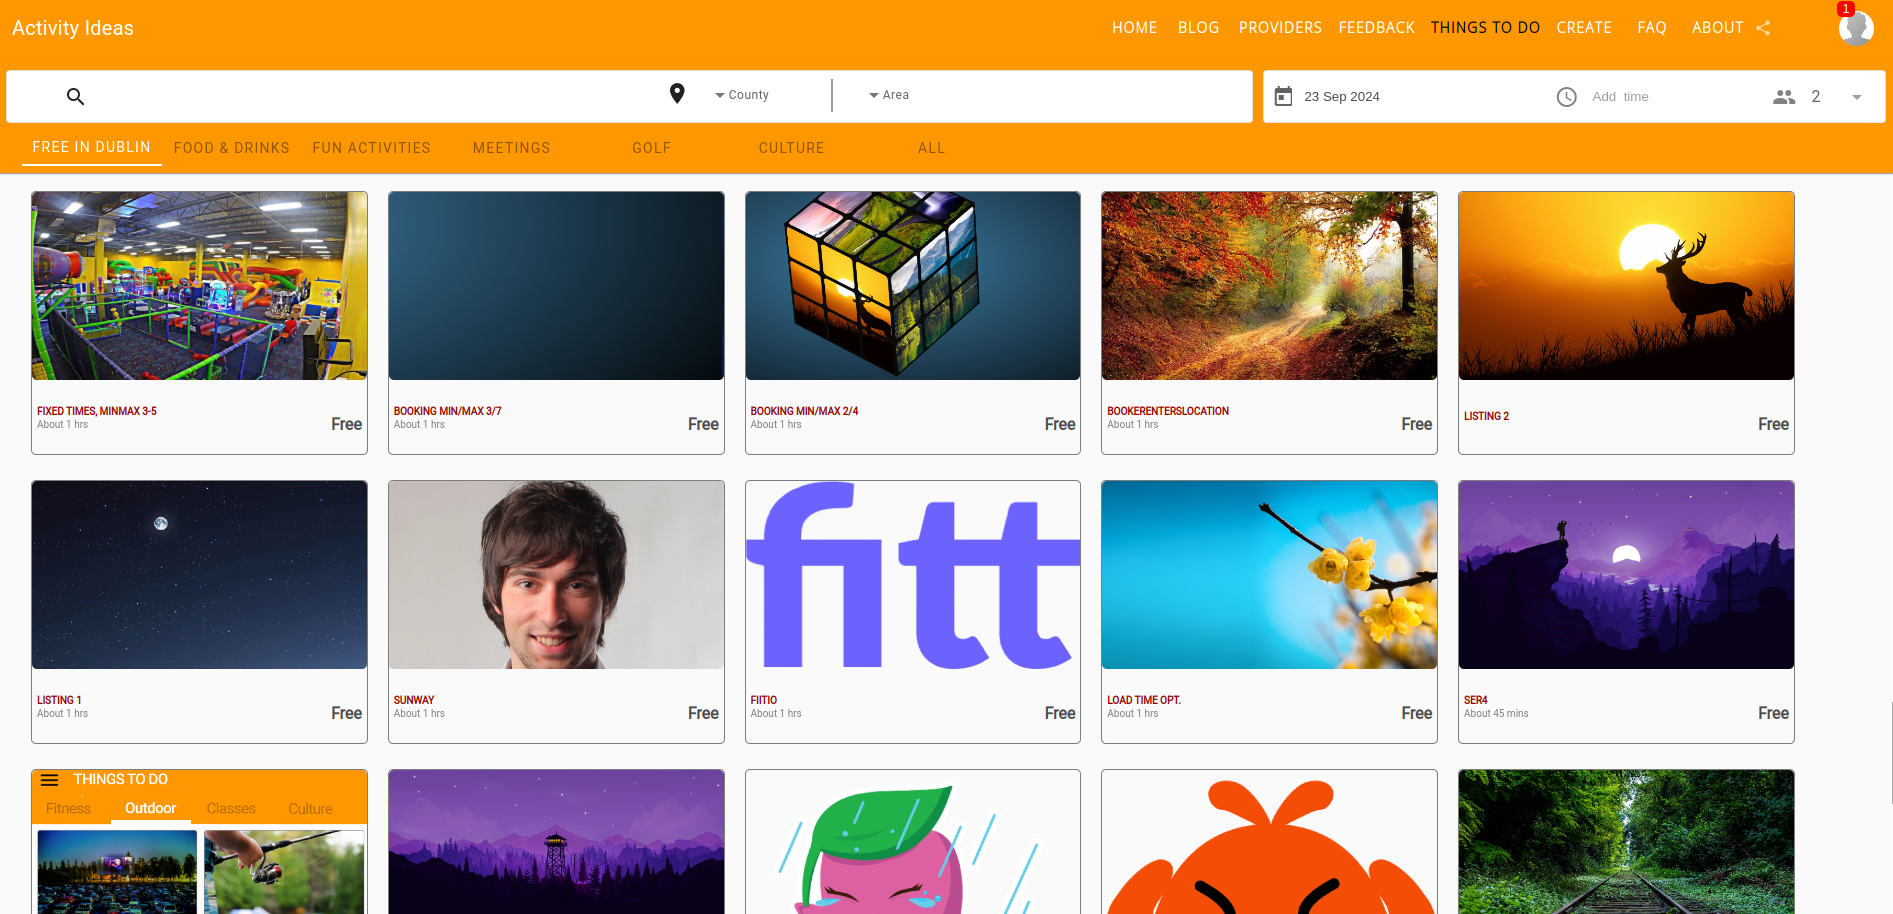 Activity Ideas
HOME BLOG PROVIDERS FEEDBACK THINGS TO DO CREATE FAQ ABOUT
1
County Area
23 Sep 2024 Add time 2
FREE IN DUBLIN FOOD & DRINKS FUN ACTIVITIES MEETINGS GOLF CULTURE ALL
FIXED TIMES, MINMAX 3-5
About 1 hrs
Free
BOOKING MIN/MAX 3/7
About 1 hrs
Free
BOOKING MIN/MAX 2/4
About 1 hrs
Free
BOOKERENTERSLOCATION
About 1 hrs
Free
LISTING 2
Free
fitt
LISTING 1
About 1 hrs
Free
SUNWAY
About 1 hrs
Free
FIITIO
About 1 hrs
Free
LOAD TIME OPT.
About 1 hrs
Free
SER4
About 45 mins
Free
THINGS TO DO
Fitness Outdoor Classes Culture